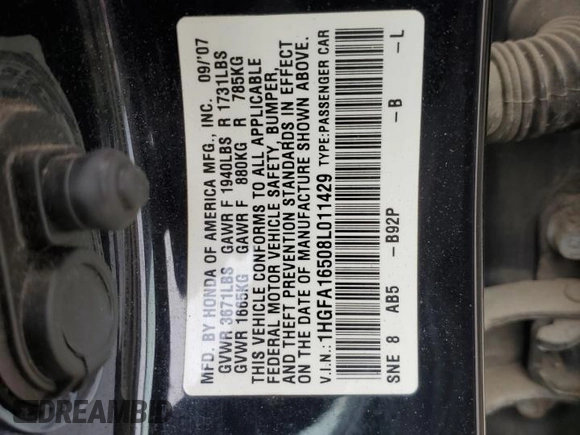 MFD. BY HONDA OF AMERICA MFG., INC. 09/'07
GVWR 3671LBS GAWR F 1940LBS R 1731LBS
GVWR 1665KG GAWR F 880KG R 785KG
THIS VEHICLE CONFORMS TO ALL APPLICABLE
FEDERAL MOTOR VEHICLE SAFETY, BUMPER,
AND THEFT PREVENTION STANDARDS IN EFFECT
ON THE DATE OF MANUFACTURE SHOWN ABOVE.
V.I.N.: 1HGFA16508L011429 TYPE:PASSENGER CAR
SNE 8 AB5 -B92P -B -L
DREAMBID